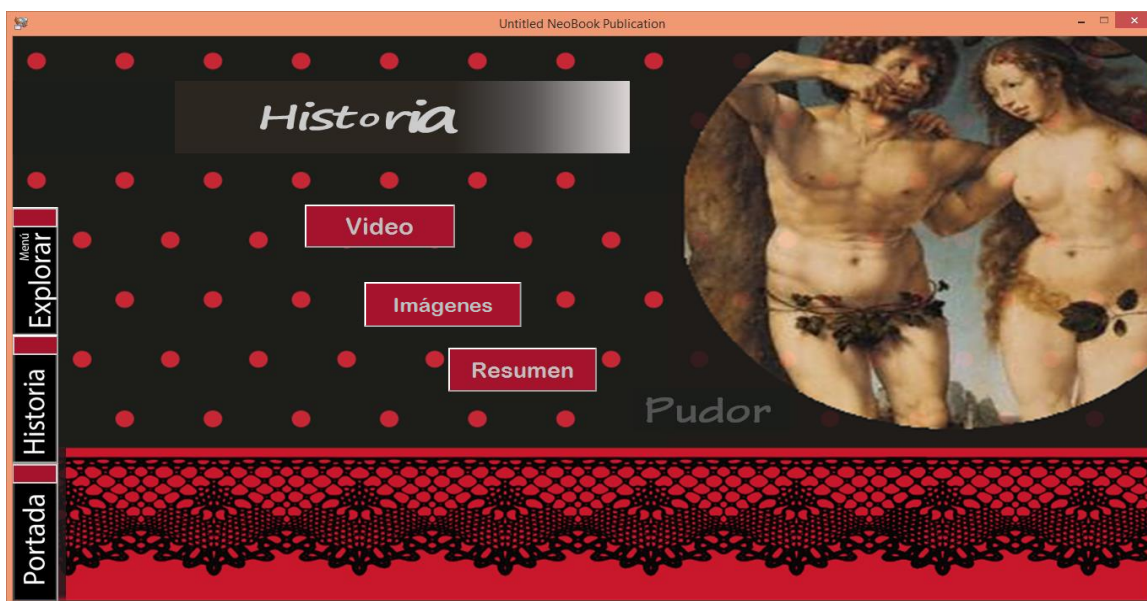 Untitled NeoBook Publication
Historia
Video
Imágenes
Resumen
Pudor
Menú
Explorar
Historia
Portada